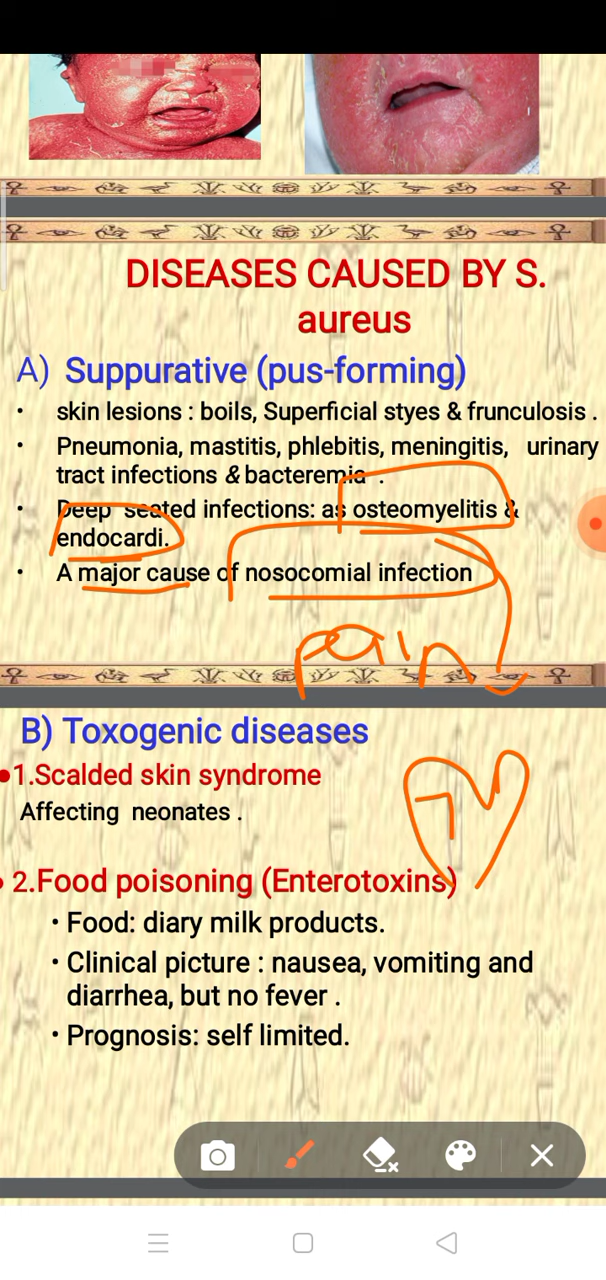 DISEASES CAUSED BY S.
aureus
A) Suppurative (pus-forming)
• skin lesions : boils, Superficial styes & frunculosis .
• Pneumonia, mastitis, phlebitis, meningitis, urinary
tract infections & bacteremia .
• Deep seated infections: as osteomyelitis &
endocardi.
• A major cause of nosocomial infection
pain
B) Toxogenic diseases
•1.Scalded skin syndrome
Affecting neonates .
• 2.Food poisoning (Enterotoxins)
• Food: diary milk products.
• Clinical picture : nausea, vomiting and
diarrhea, but no fever .
• Prognosis: self limited.